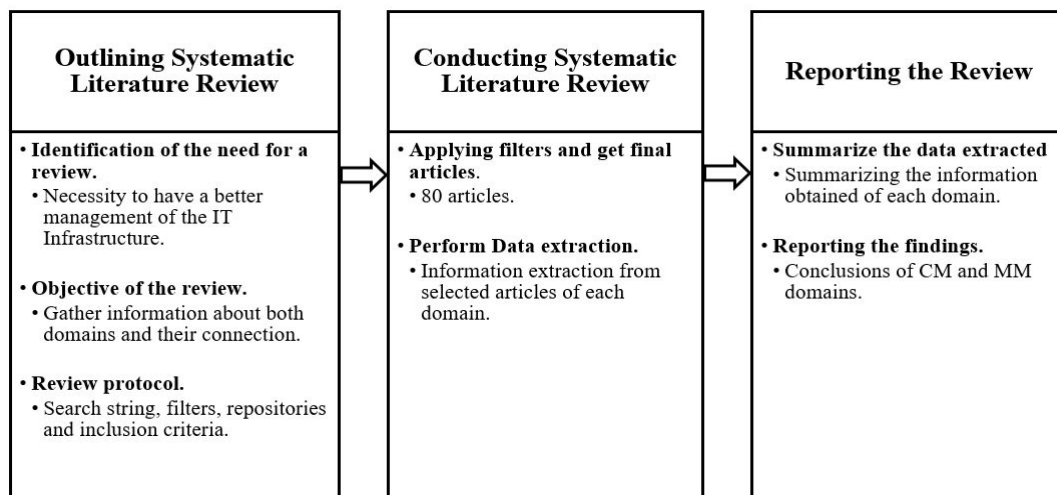 Outlining Systematic
Literature Review
• Identification of the need for a
review.
• Necessity to have a better
management of the IT
Infrastructure.
• Objective of the review.
• Gather information about both
domains and their connection.
• Review protocol.
• Search string, filters, repositories
and inclusion criteria.
Conducting Systematic
Literature Review
• Applying filters and get final
articles.
• 80 articles.
• Perform Data extraction.
• Information extraction from
selected articles of each
domain.
Reporting the Review
• Summarize the data extracted
• Summarizing the information
obtained of each domain.
• Reporting the findings.
• Conclusions of CM and MM
domains.